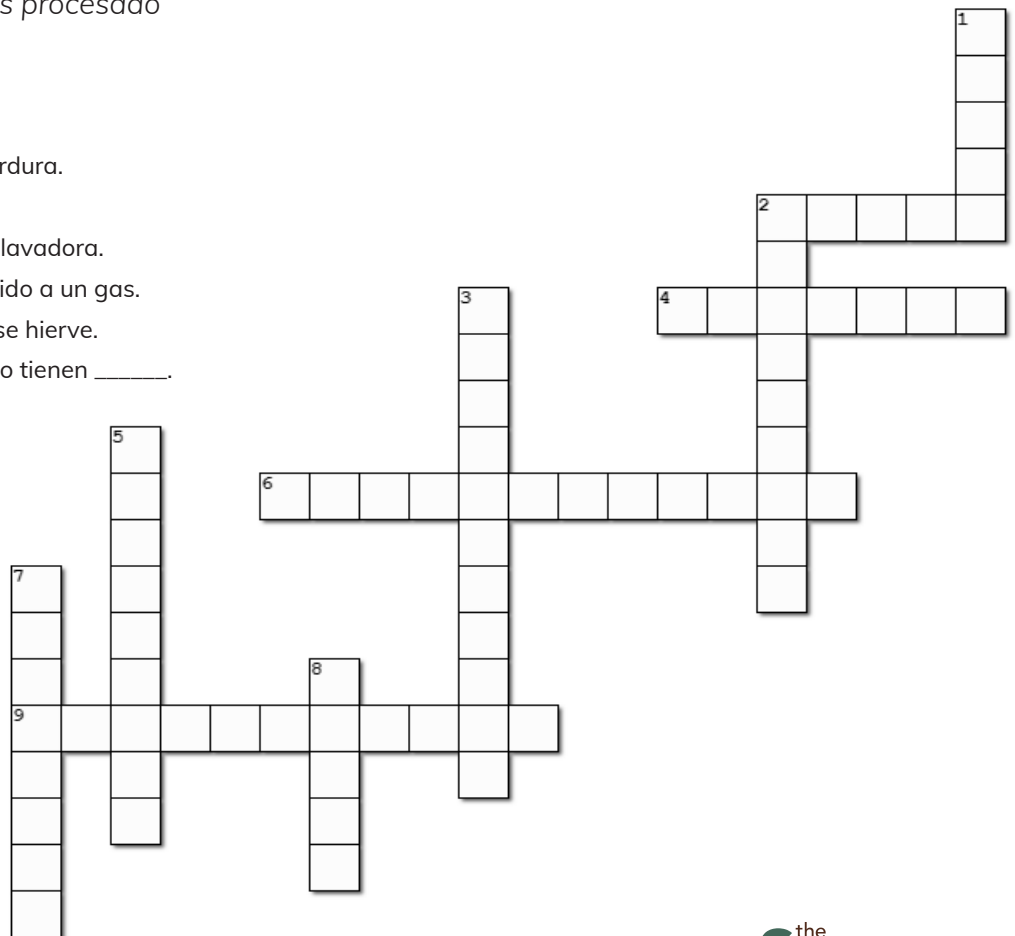 s procesado
1
rdura.
2
lavadora.
ido a un gas.
3
4
se hierve.
o tienen ______.
5
6
7
8
9
the